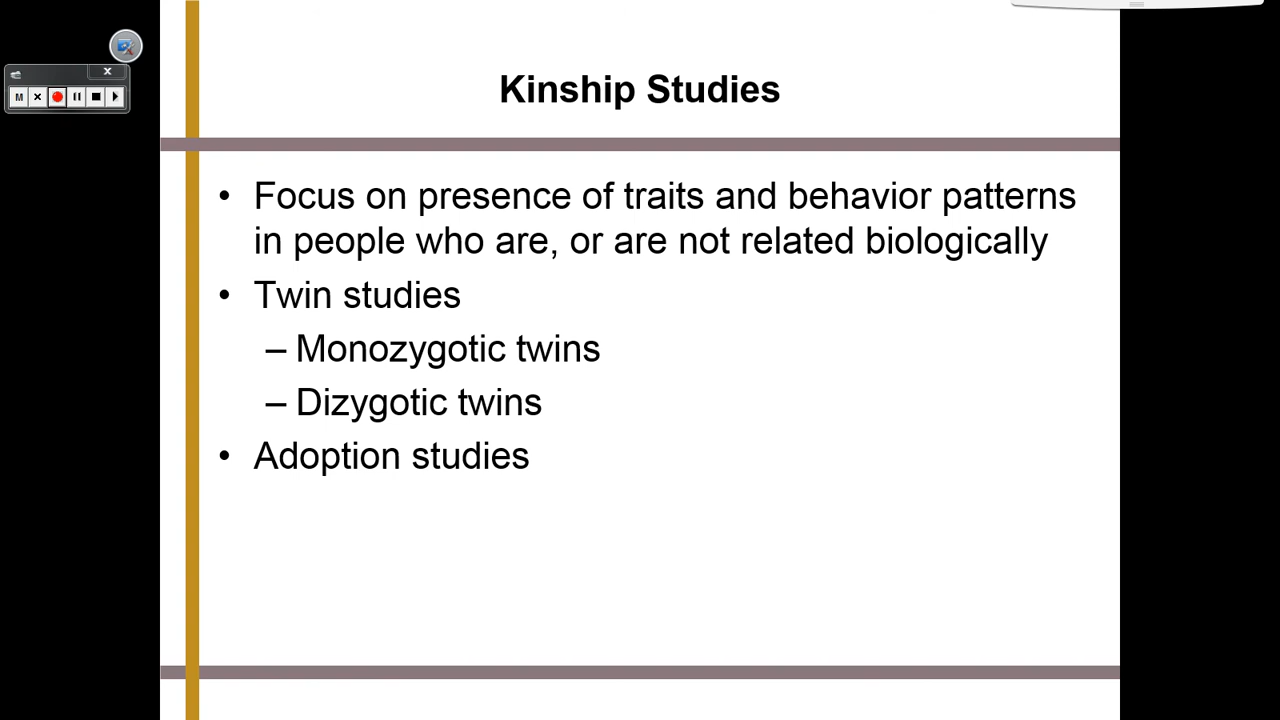 Kinship Studies
M
• Focus on presence of traits and behavior patterns
in people who are, or are not related biologically
• Twin studies
– Monozygotic twins
– Dizygotic twins
• Adoption studies